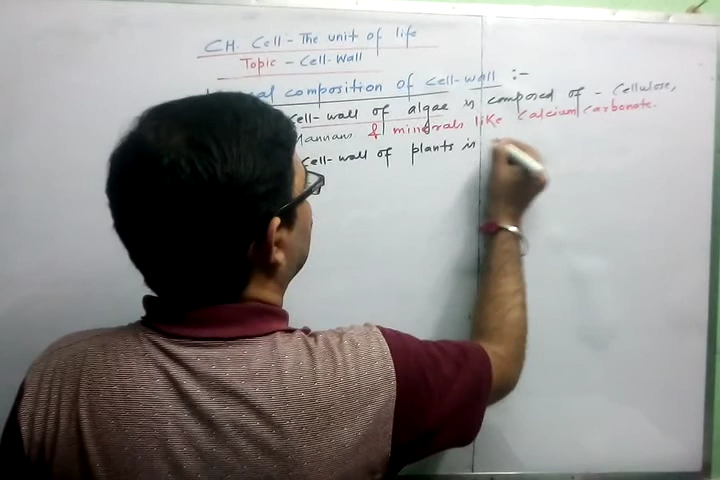 CH. Cell - The unit of life
Topic - Cell-Wall
composition of cell-wall :-
cell-wall of algae is composed of - Cellulose,
Mannans & minerals like Calcium Carbonate.
cell-wall of plants is